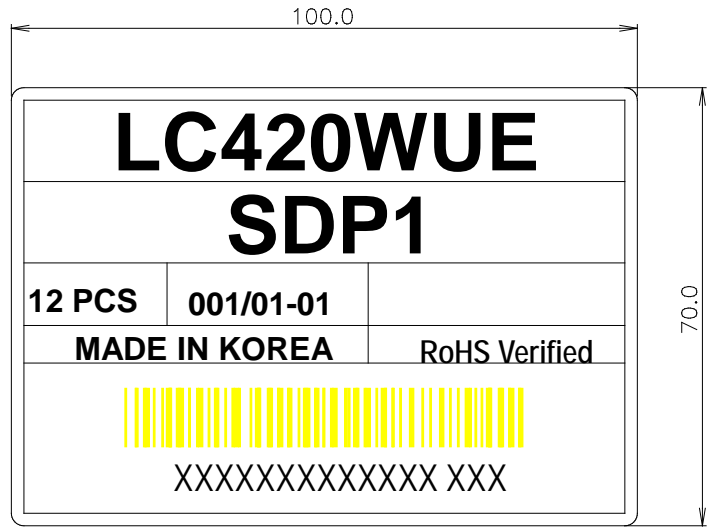 100.0
LC420WUE
SDP1
12 PCS 001/01-01
MADE IN KOREA RoHS Verified
XXXXXXXXXXXXX XXX
70.0